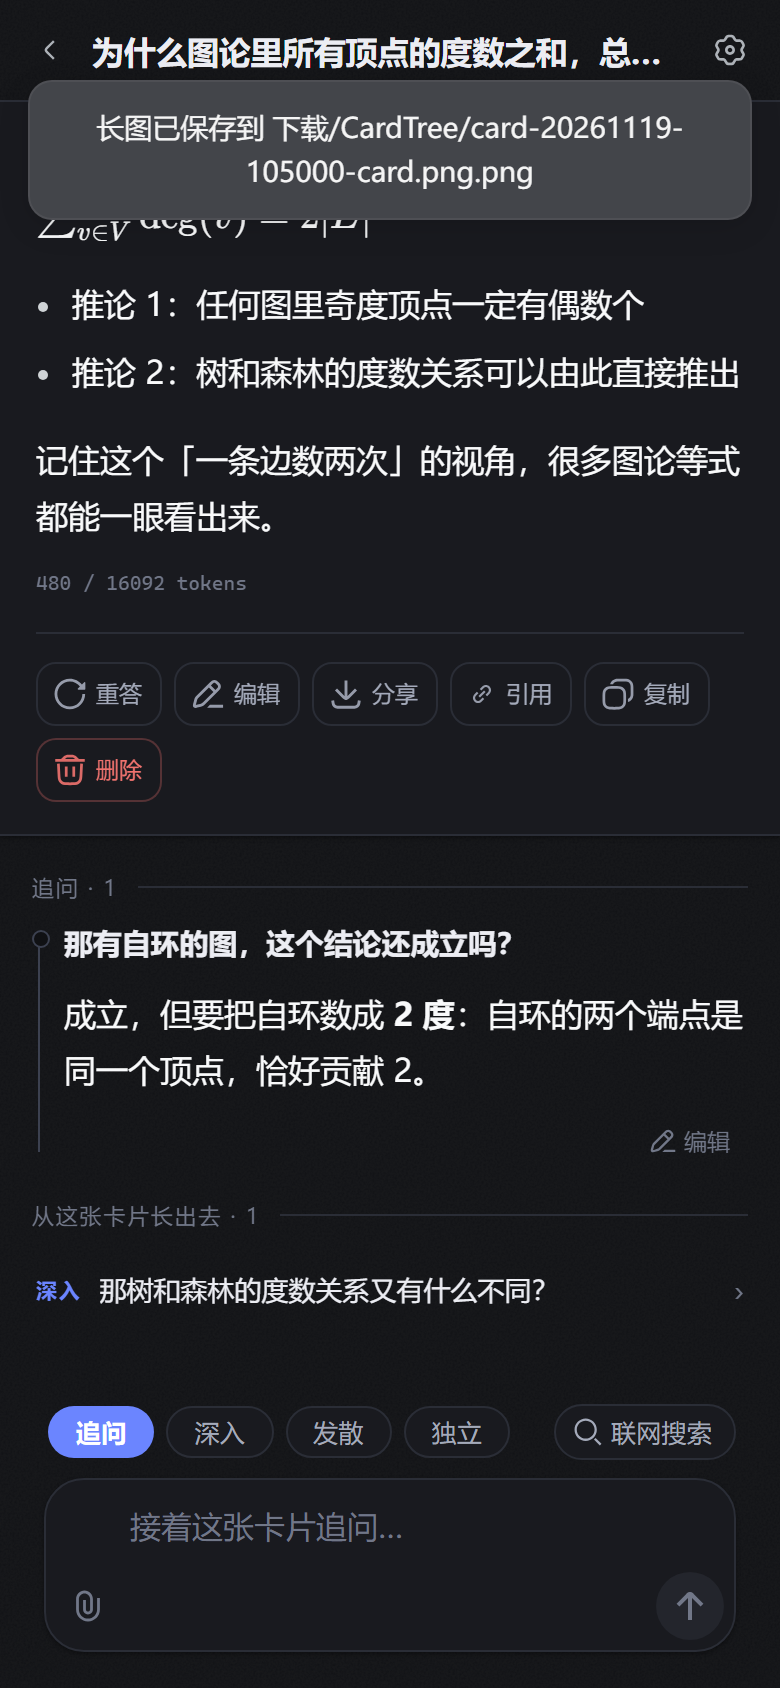 为什么图论里所有顶点的度数之和，总...
长图已保存到 下载/CardTree/card-20261119-
105000-card.png.png
推论 1：任何图里奇度顶点一定有偶数个
推论 2：树和森林的度数关系可以由此直接推出
记住这个「一条边数两次」的视角，很多图论等式
都能一眼看出来。
480 / 16092 tokens
重答 编辑 分享 引用 复制
删除
追问 · 1
那有自环的图，这个结论还成立吗？
成立，但要把自环数成 2 度：自环的两个端点是
同一个顶点，恰好贡献 2。
编辑
从这张卡片长出去 · 1
深入 那树和森林的度数关系又有什么不同？
追问 深入 发散 独立 联网搜索
接着这张卡片追问...